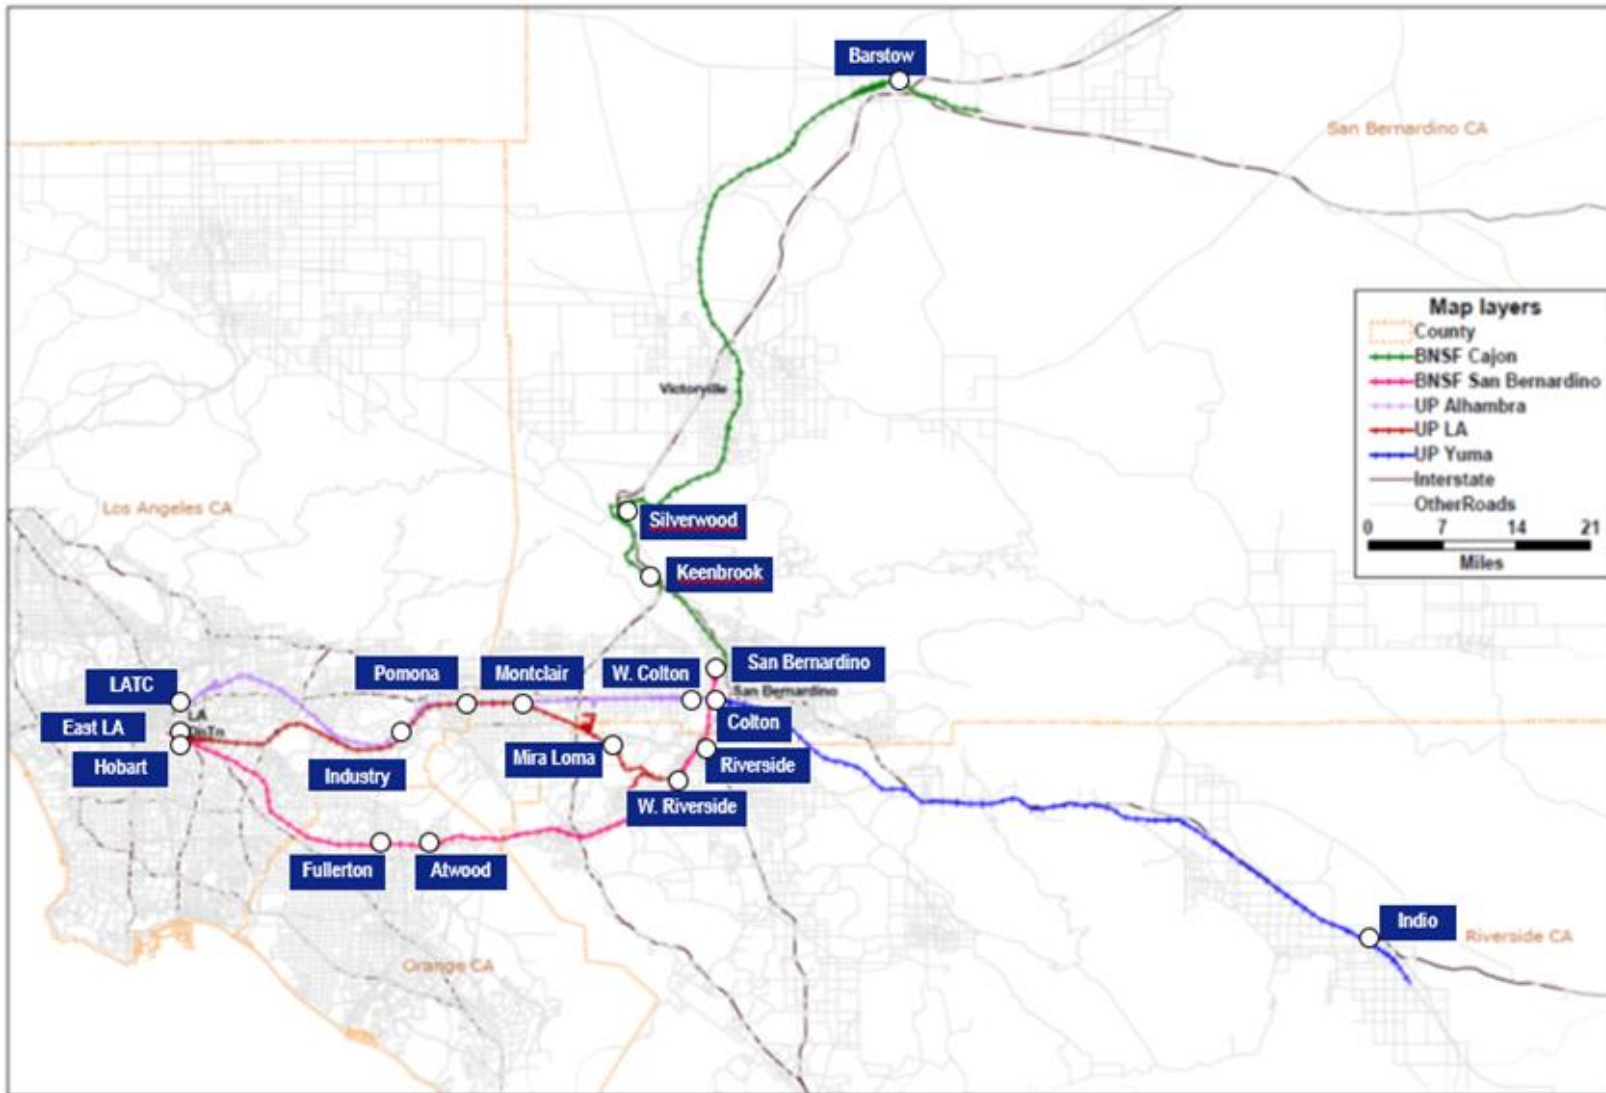 Barstow
San Bernardino CA
Map layers
County
BNSF Cajon
BNSF San Bernardino
UP Alhambra
UP LA
UP Yuma
Interstate
OtherRoads
0 7 14 21
Miles
Victorville
Los Angeles CA
Silverwood
Keenbrook
San Bernardino
Pomona
Montclair
W. Colton
LATC
San Bernardino
LA
DnTn
East LA
Colton
Hobart
Industry
Mira Loma
Riverside
W. Riverside
Fullerton
Atwood
Indio
Riverside CA
Orange CA